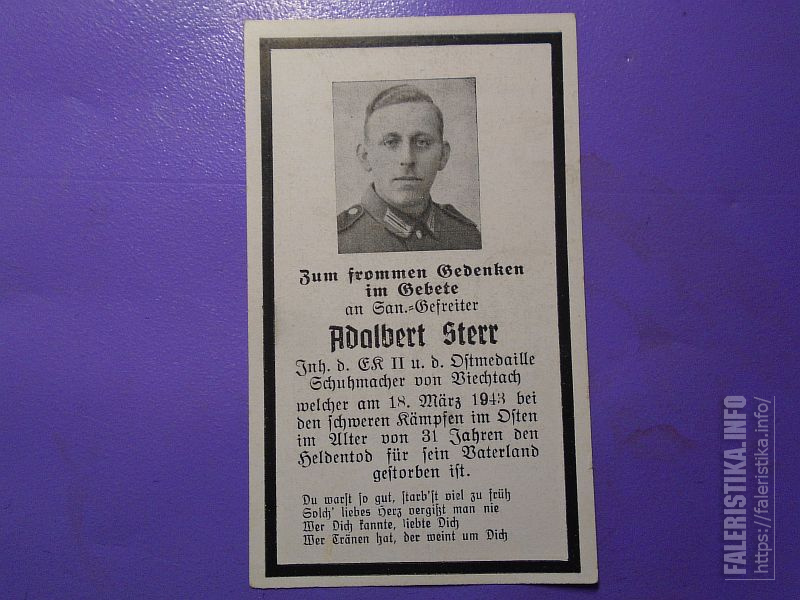 Zum frommen Gedenken
im Gebete
an San.=Gefreiter
Adalbert Sterr
Inh. d. EK II u. d. Ostmedaille
Schuhmacher von Viechtach
welcher am 18. März 1943 bei
den schweren Kämpfen im Osten
im Alter von 31 Jahren den
Heldentod für sein Vaterland
gestorben ist.
Du warst so gut, starb'st viel zu früh
Solch' liebes Herz vergißt man nie
Wer Dich kannte, liebte Dich
Wer Tränen hat, der weint um Dich
FALERISTIKA.INFO
https://faleristika.info/